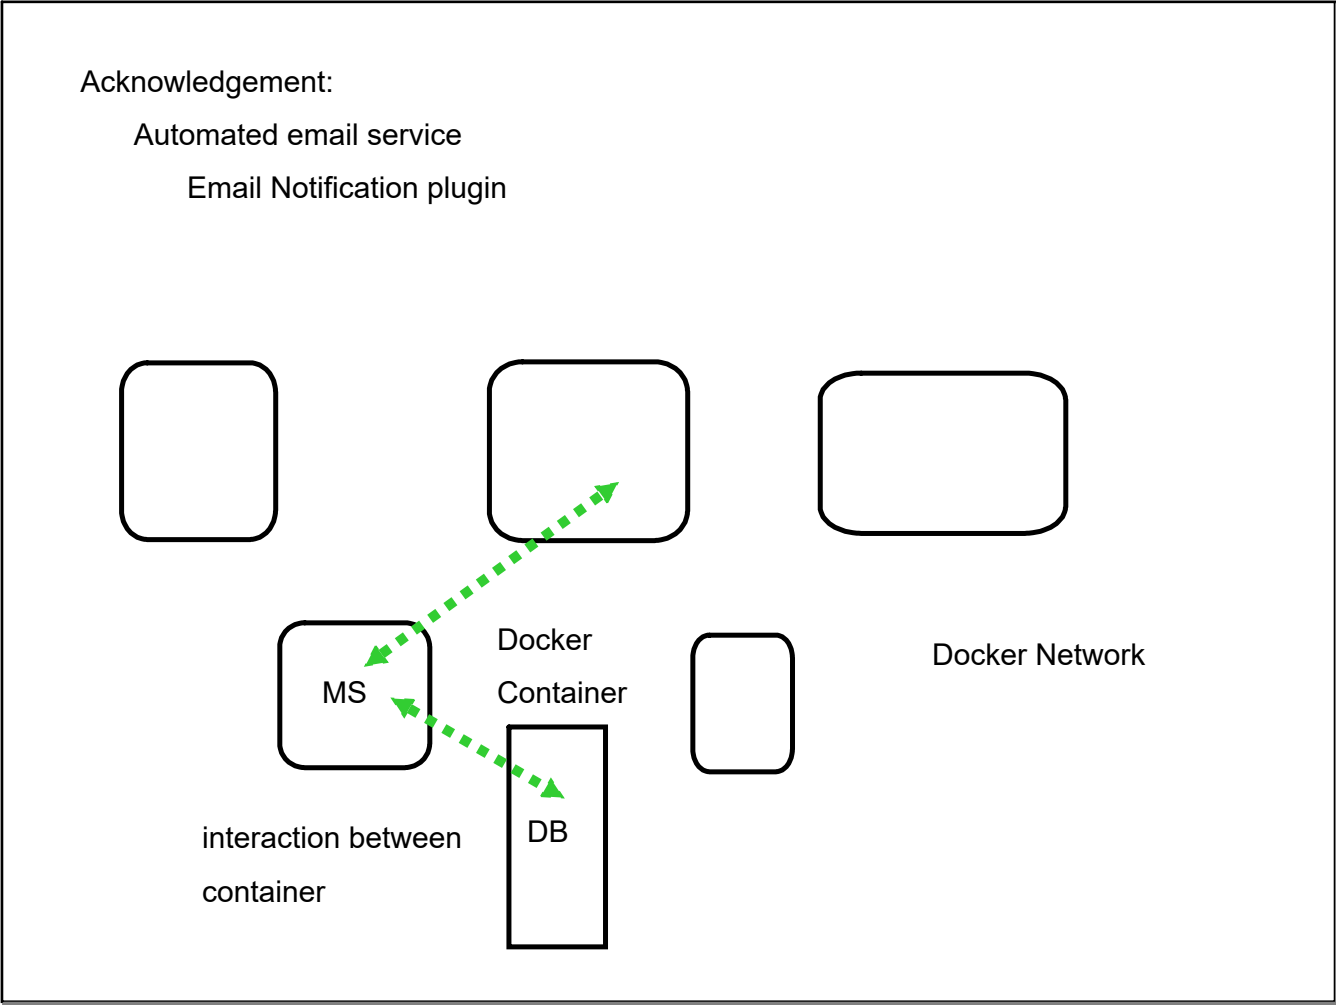 Acknowledgement:
Automated email service
Email Notification plugin
Docker
Container
Docker Network
MS
DB
interaction between
container